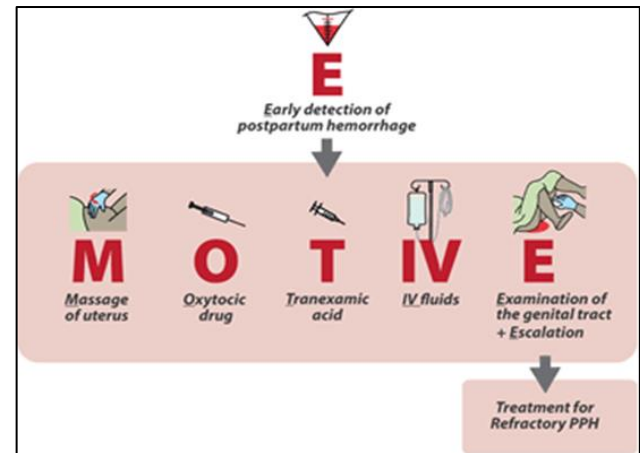 E
Early detection of
postpartum hemorrhage
M
Massage
of uterus
O
Oxytocic
drug
T
Tranexamic
acid
IV
IV fluids
E
Examination of
the genital tract
+ Escalation
Treatment for
Refractory PPH